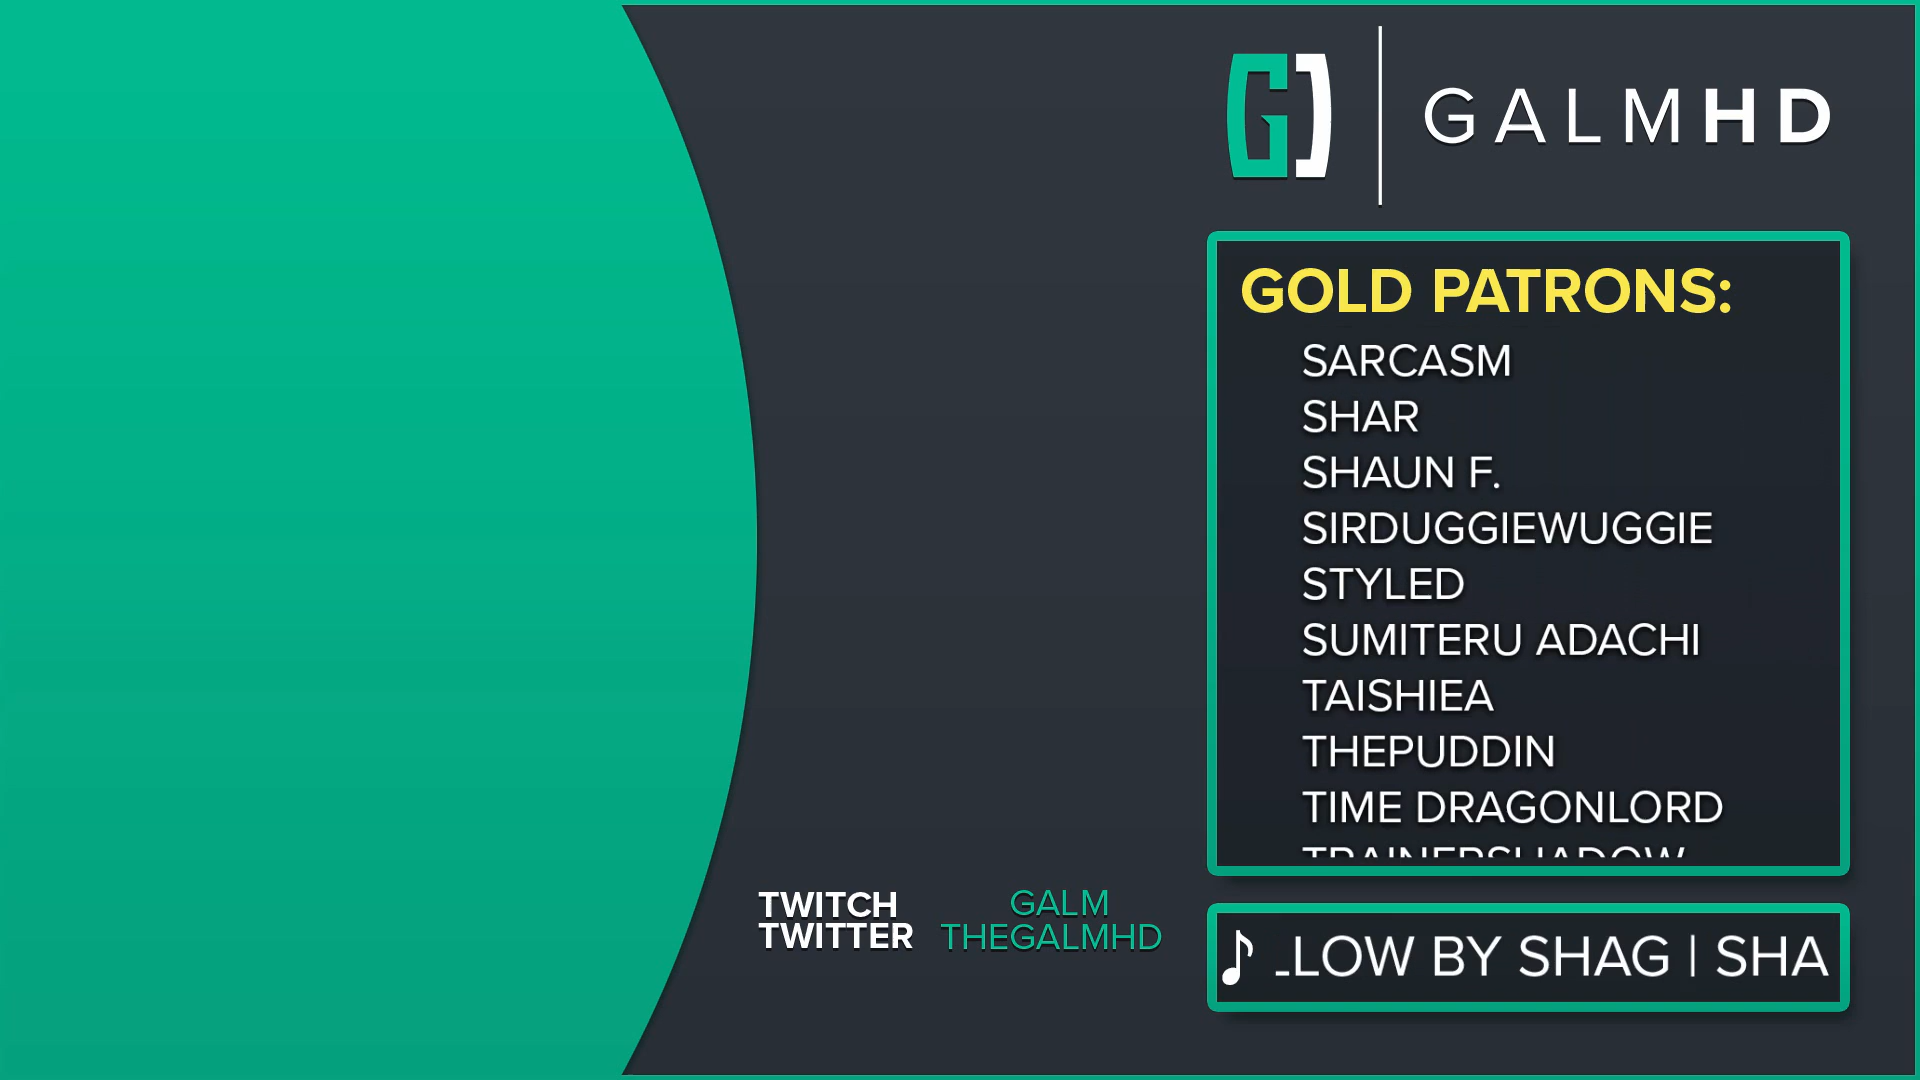 GALMHD
GOLD PATRONS:
SARCASM
SHAR
SHAUN F.
SIRDUGGIEWUGGIE
STYLED
SUMITERU ADACHI
TAISHIEA
THEPUDDIN
TIME DRAGONLORD
TRAINERSHADOW
TWITCH GALM
TWITTER THEGALMHD
LOW BY SHAG | SHA